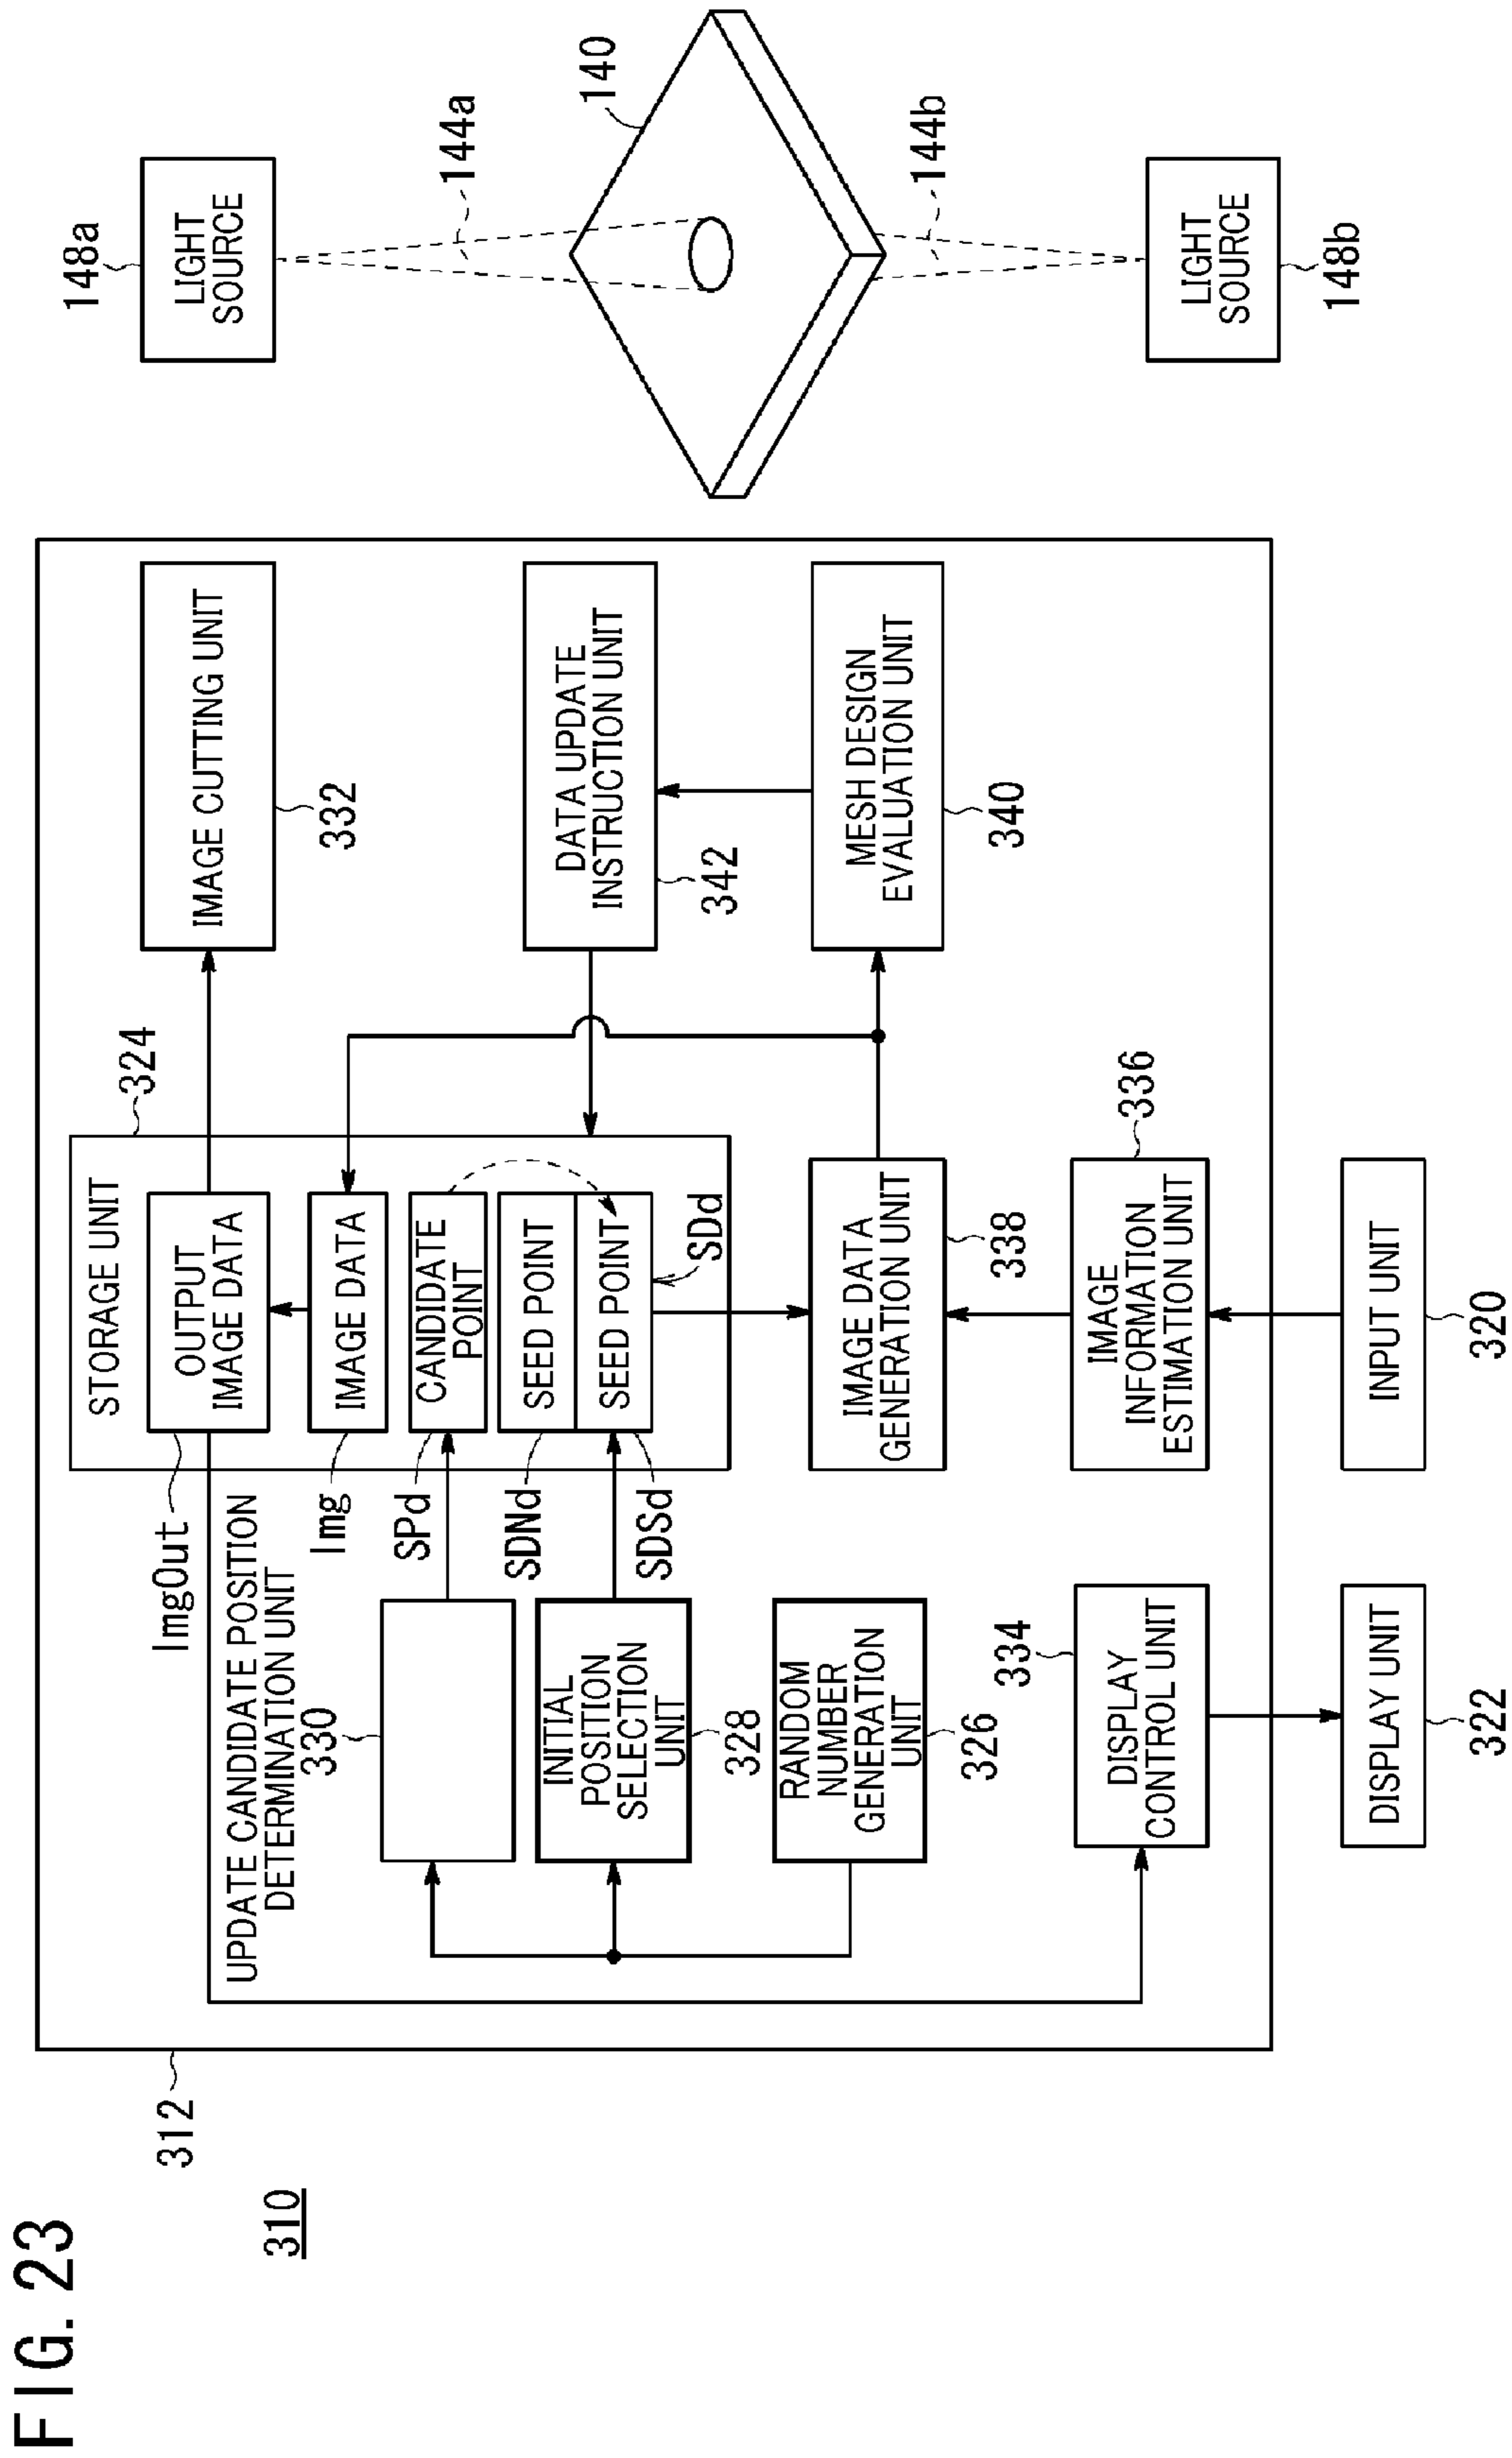 FIG. 23
310
312
UPDATE CANDIDATE POSITION
DETERMINATION UNIT
330
INITIAL
POSITION
SELECTION
UNIT
328
RANDOM
NUMBER
GENERATION
UNIT
326
334
DISPLAY
CONTROL UNIT
DISPLAY UNIT
322
ImgOut
Img
SPd
SDNd
SDSd
STORAGE UNIT
324
OUTPUT
IMAGE DATA
IMAGE DATA
CANDIDATE
POINT
SEED POINT
SEED POINT
SDd
IMAGE DATA
GENERATION UNIT
338
IMAGE
INFORMATION
ESTIMATION UNIT
336
INPUT UNIT
320
IMAGE CUTTING UNIT
332
DATA UPDATE
INSTRUCTION UNIT
342
MESH DESIGN
EVALUATION UNIT
340
148a
LIGHT
SOURCE
144a
140
144b
LIGHT
SOURCE
148b